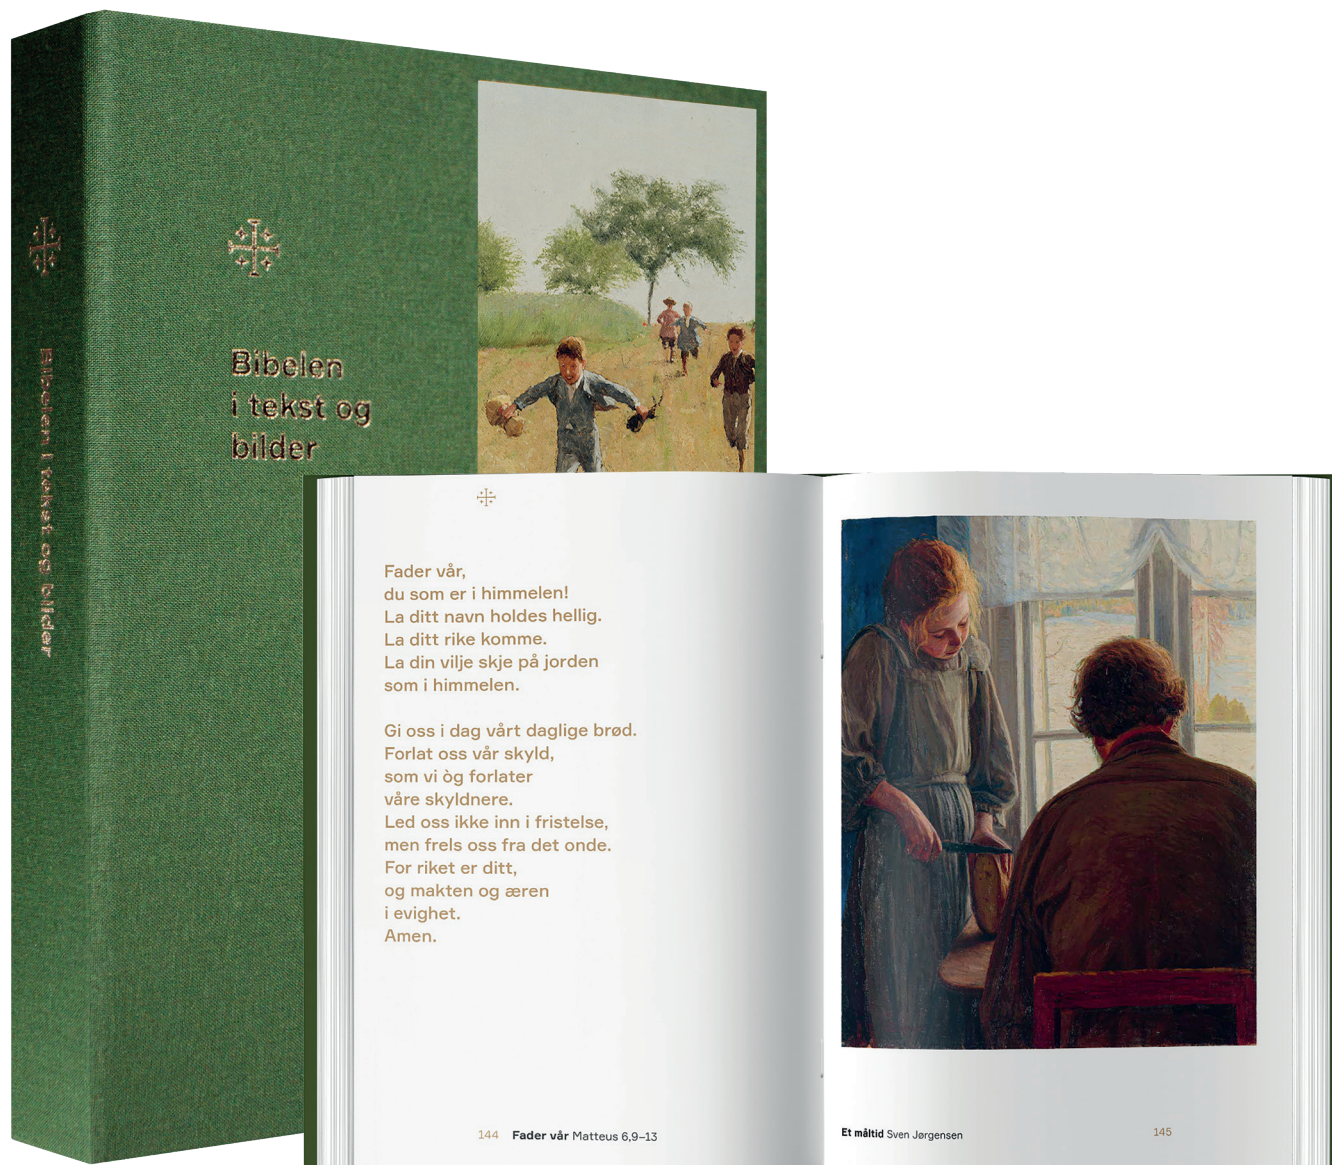 Bibelen i tekst og bilder
Bibelen
i tekst og
bilder
Fader vår,
du som er i himmelen!
La ditt navn holdes hellig.
La ditt rike komme.
La din vilje skje på jorden
som i himmelen.
Gi oss i dag vårt daglige brød.
Forlat oss vår skyld,
som vi òg forlater
våre skyldnere.
Led oss ikke inn i fristelse,
men frels oss fra det onde.
For riket er ditt,
og makten og æren
i evighet.
Amen.
144 Fader vår Matteus 6,9–13
Et måltid Sven Jørgensen 145